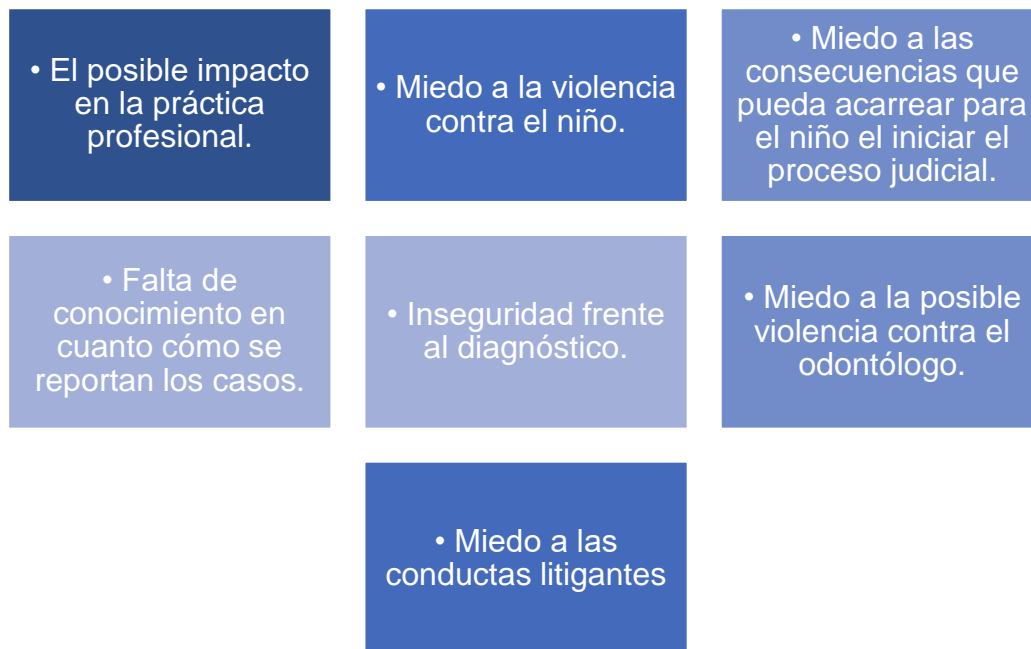 • El posible impacto
en la práctica
profesional.
• Miedo a la violencia
contra el niño.
• Miedo a las
consecuencias que
pueda acarrear para
el niño el iniciar el
proceso judicial.
• Falta de
conocimiento en
cuanto cómo se
reportan los casos.
• Inseguridad frente
al diagnóstico.
• Miedo a la posible
violencia contra el
odontólogo.
• Miedo a las
conductas litigantes